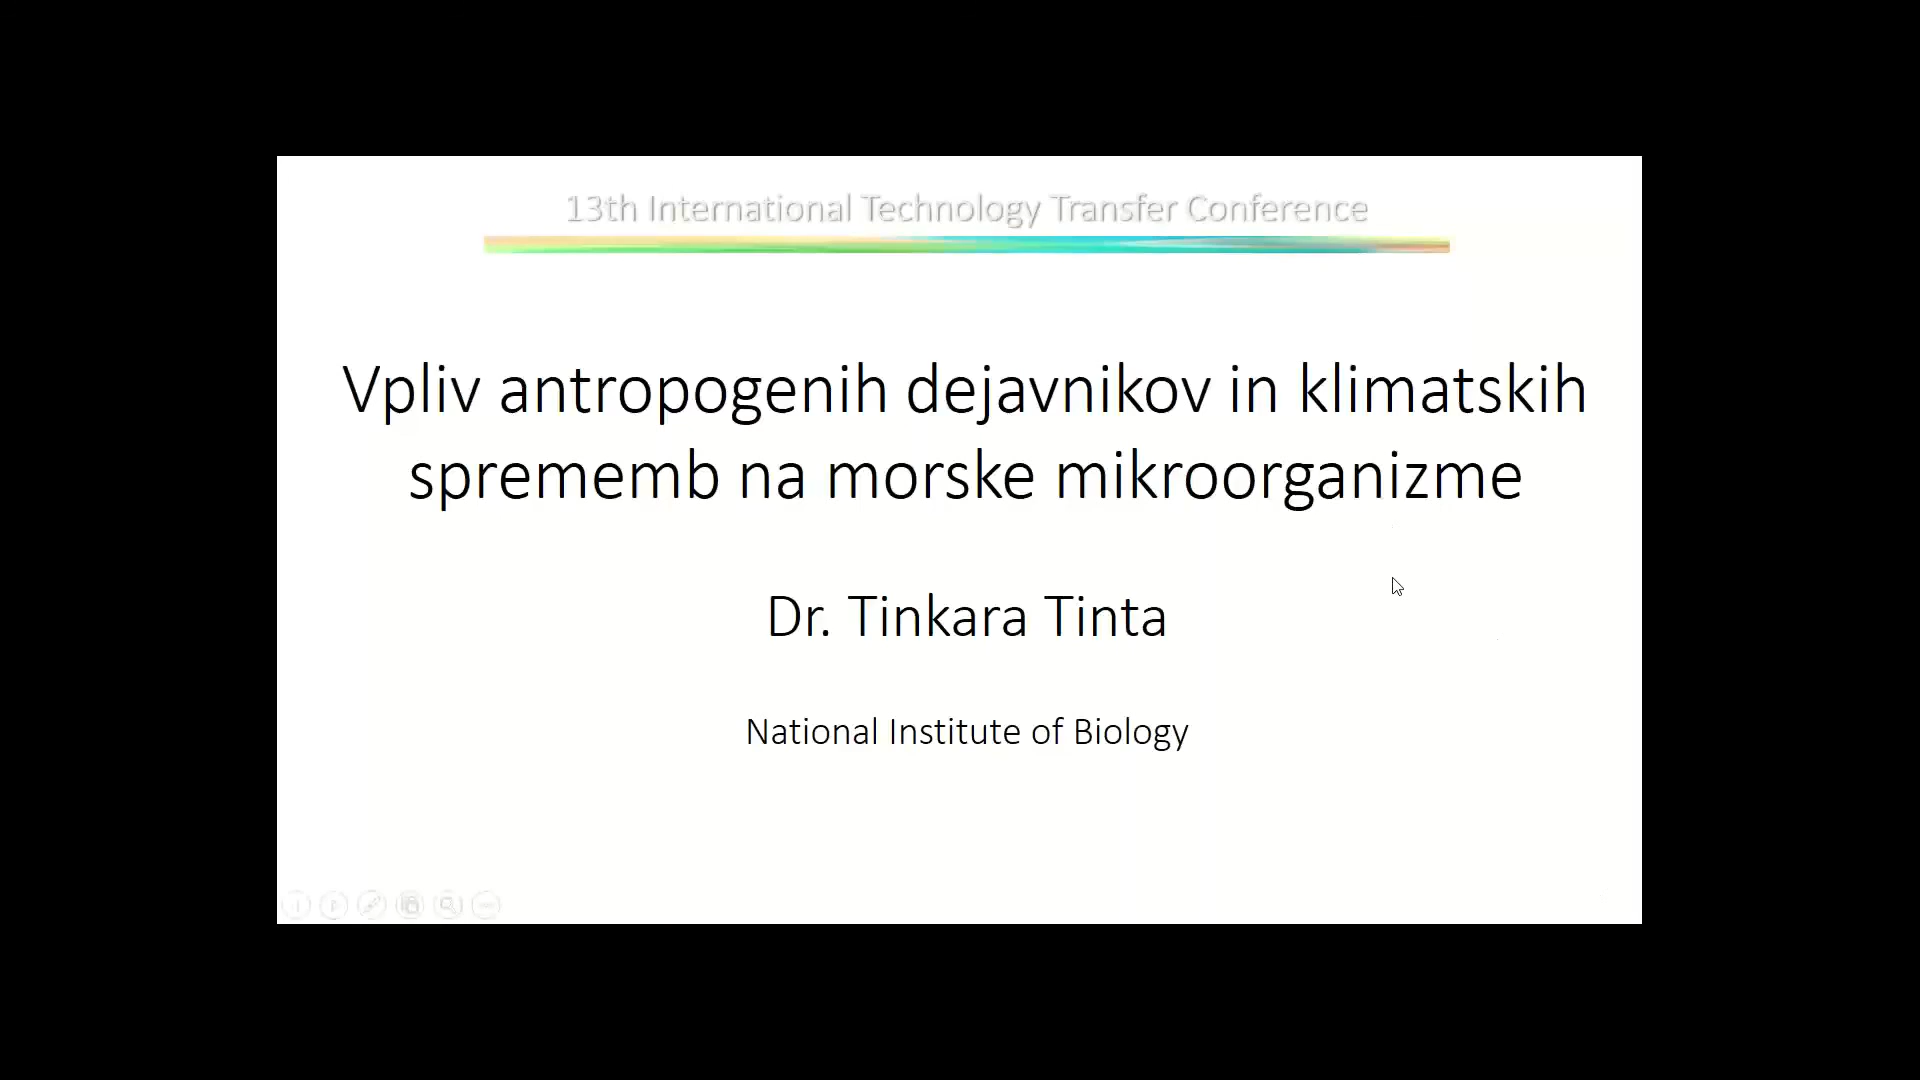 13th International Technology Transfer Conference
Vpliv antropogenih dejavnikov in klimatskih
sprememb na morske mikroorganizme
Dr. Tinkara Tinta
National Institute of Biology